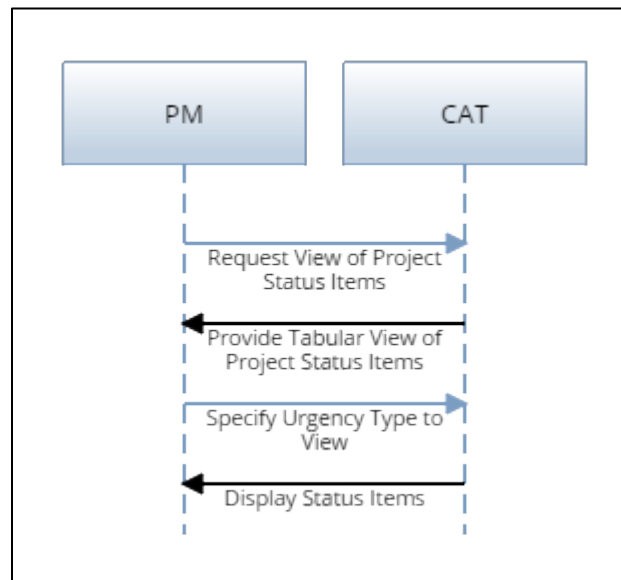 PM
CAT
Request View of Project
Status Items
Provide Tabular View of
Project Status Items
Specify Urgency Type to
View
Display Status Items